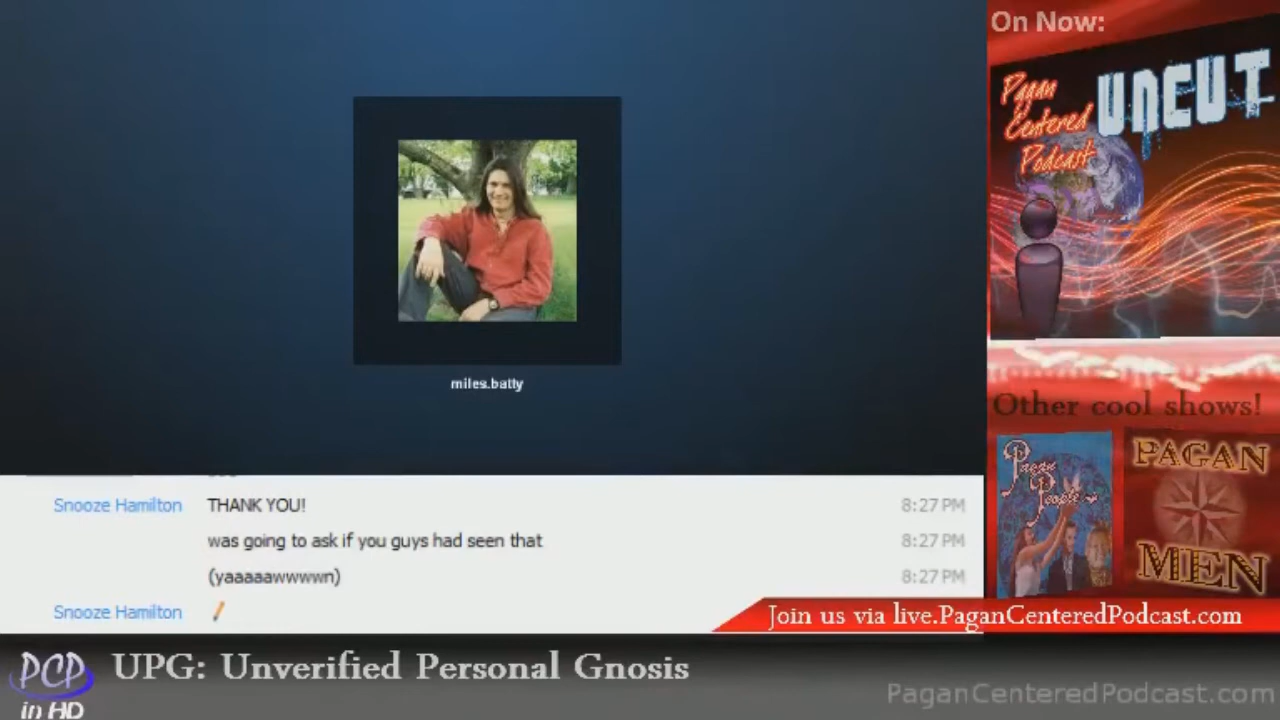 On Now:
Pagan
Centered
Podcast
UNCUT
miles.batty
Other cool shows!
Pagan
People
PAGAN
MEN
Snooze Hamilton THANK YOU! 8:27 PM
was going to ask if you guys had seen that 8:27 PM
(yaaaaawwwwn) 8:27 PM
Snooze Hamilton
Join us via live.PaganCenteredPodcast.com
PCP
in HD
UPG: Unverified Personal Gnosis
PaganCenteredPodcast.com